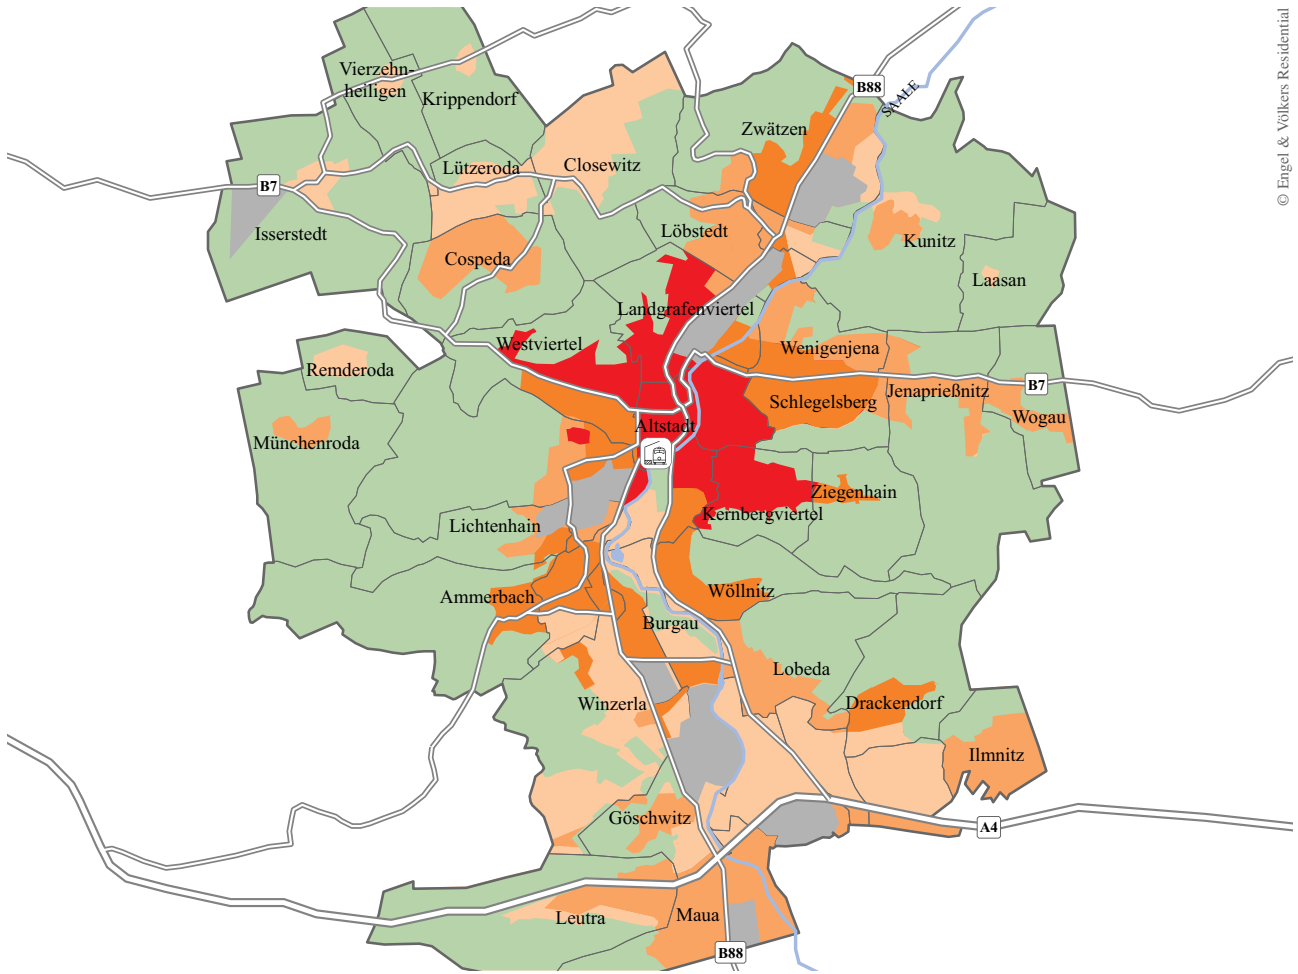 © Engel & Völkers Residential
Vierzehn-
heiligen
Krippendorf
B88
SAALE
Zwätzen
Lützeroda
Closewitz
B7
Isserstedt
Löbstedt
Kunitz
Cospeda
Laasan
Landgrafenviertel
Westviertel
Wenigenjena
Remderoda
B7
Jenaprießnitz
Schlegelsberg
Wogau
Altstadt
Münchenroda
Ziegenhain
Kernbergviertel
Lichtenhain
Wöllnitz
Ammerbach
Burgau
Lobeda
Winzerla
Drackendorf
Ilmnitz
Göschwitz
A4
Leutra
Maua
B88